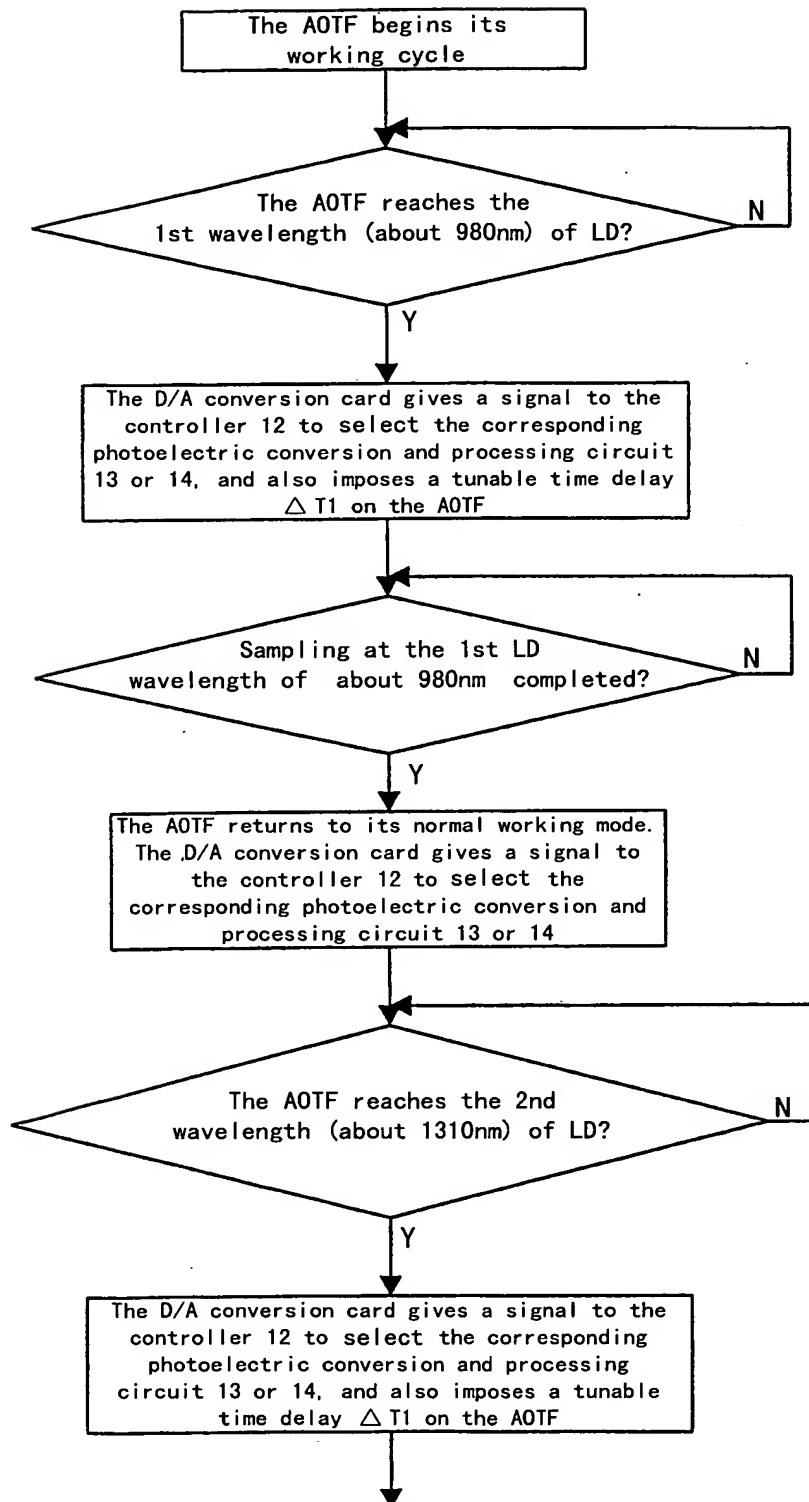 The AOTF begins its
working cycle
The AOTF reaches the
1st wavelength (about 980nm) of LD?
N
Y
The D/A conversion card gives a signal to the
controller 12 to select the corresponding
photoelectric conversion and processing circuit
13 or 14, and also imposes a tunable time delay
△ T1 on the AOTF
Sampling at the 1st LD
wavelength of about 980nm completed?
N
Y
The AOTF returns to its normal working mode.
The D/A conversion card gives a signal to
the controller 12 to select the
corresponding photoelectric conversion and
processing circuit 13 or 14
The AOTF reaches the 2nd
wavelength (about 1310nm) of LD?
N
Y
The D/A conversion card gives a signal to the
controller 12 to select the corresponding
photoelectric conversion and processing
circuit 13 or 14, and also imposes a tunable
time delay △ T1 on the AOTF